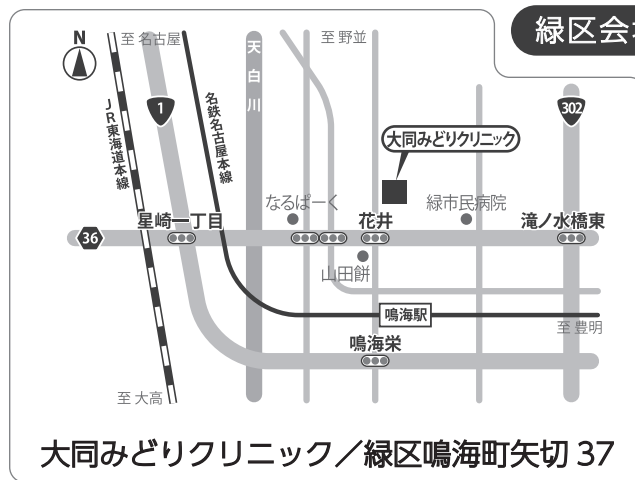 緑区会
N
至 名古屋
天白川
至 野並
1
302
JR東海道本線
名鉄名古屋本線
大同みどりクリニック
なるぱーく
緑市民病院
星崎一丁目
花井
滝ノ水橋東
36
山田餅
鳴海駅
至 豊明
鳴海栄
至 大高
大同みどりクリニック／緑区鳴海町矢切 37